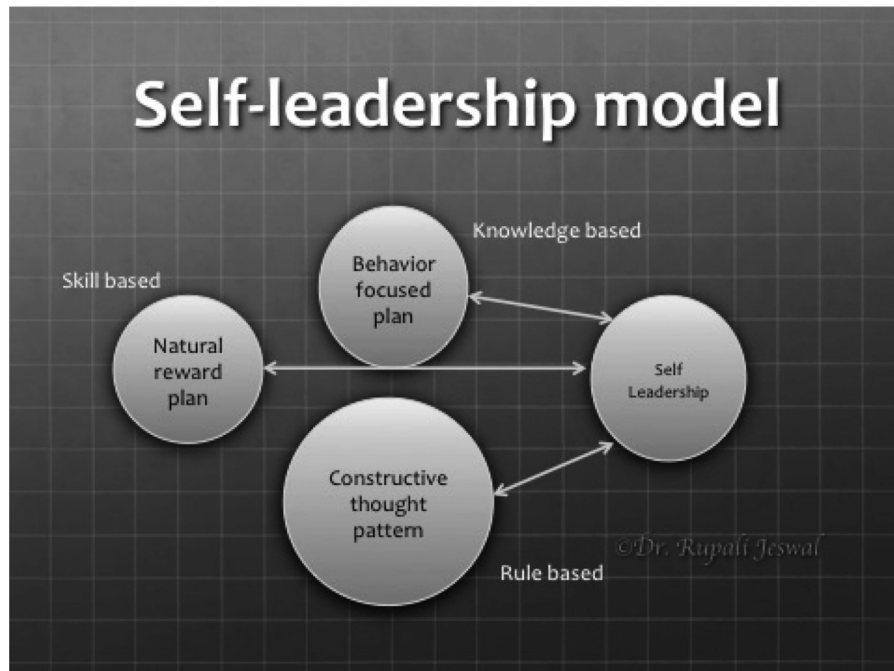 Self-leadership model
Knowledge based
Behavior
focused
plan
Skill based
Natural
reward
plan
Self
Leadership
Constructive
thought
pattern
©Dr. Rupali Jeswal
Rule based